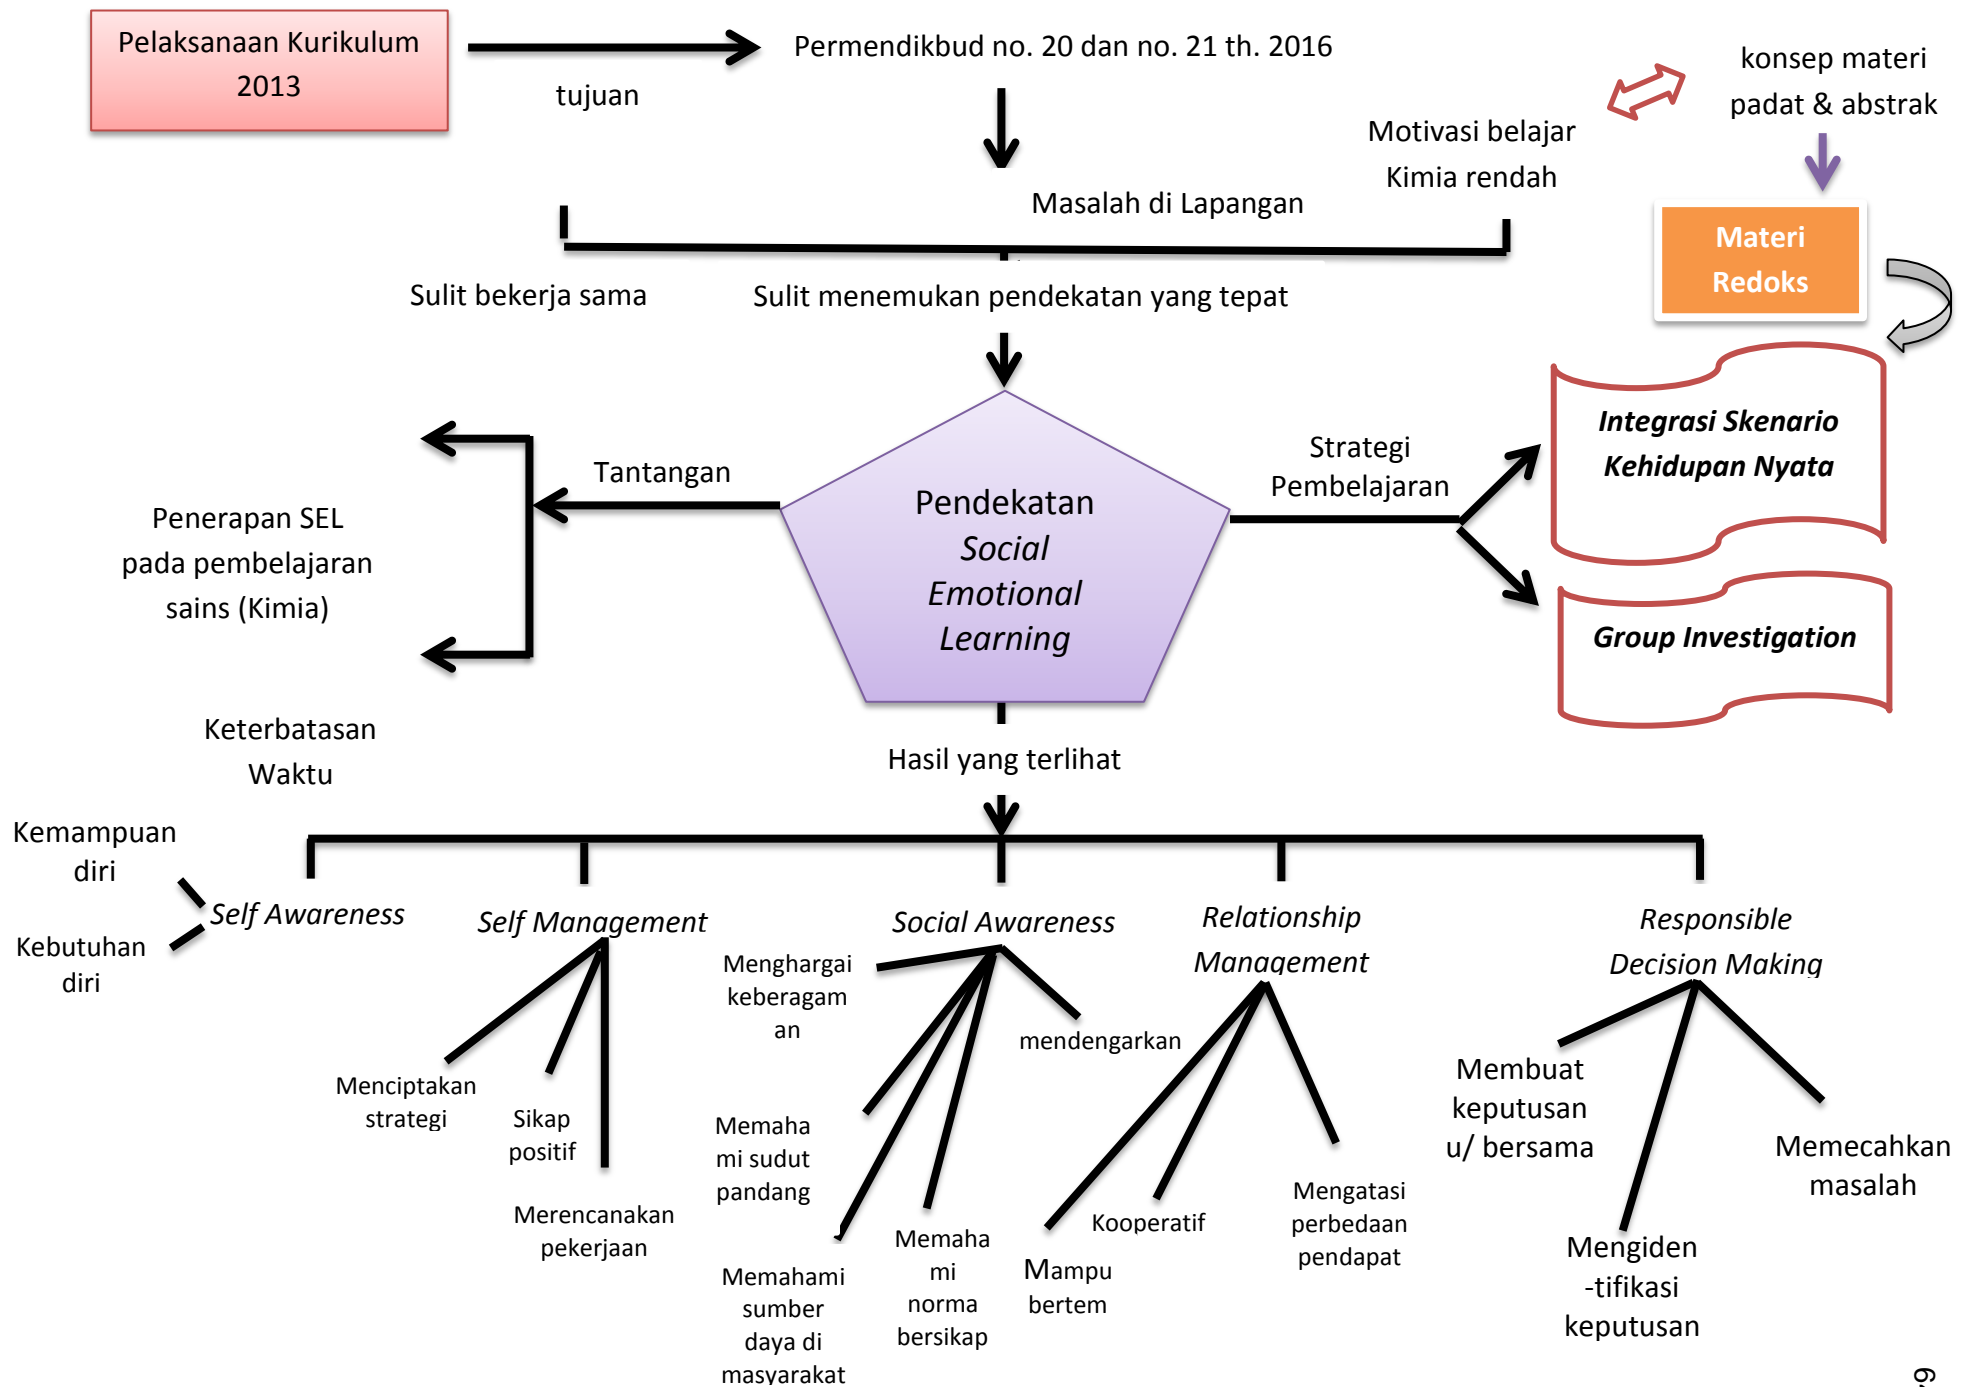 Pelaksanaan Kurikulum
2013
tujuan
Permendikbud no. 20 dan no. 21 th. 2016
konsep materi
padat & abstrak
Motivasi belajar
Kimia rendah
Masalah di Lapangan
Materi
Redoks
Sulit bekerja sama
Sulit menemukan pendekatan yang tepat
Integrasi Skenario
Kehidupan Nyata
Strategi
Pembelajaran
Tantangan
Pendekatan
Social
Emotional
Learning
Penerapan SEL
pada pembelajaran
sains (Kimia)
Group Investigation
Keterbatasan
Waktu
Hasil yang terlihat
Kemampuan
diri
Kebutuhan
diri
Self Awareness
Self Management
Social Awareness
Relationship
Management
Responsible
Decision Making
Menciptakan
strategi
Sikap
positif
Merencanakan
pekerjaan
Menghargai
keberagam
an
Memaha
mi sudut
pandang
Memahami
sumber
daya di
masyarakat
Memaha
mi
norma
bersikap
mendengarkan
Mampu
bertem
Kooperatif
Mengatasi
perbedaan
pendapat
Membuat
keputusan
u/ bersama
Mengiden
-tifikasi
keputusan
Memecahkan
masalah